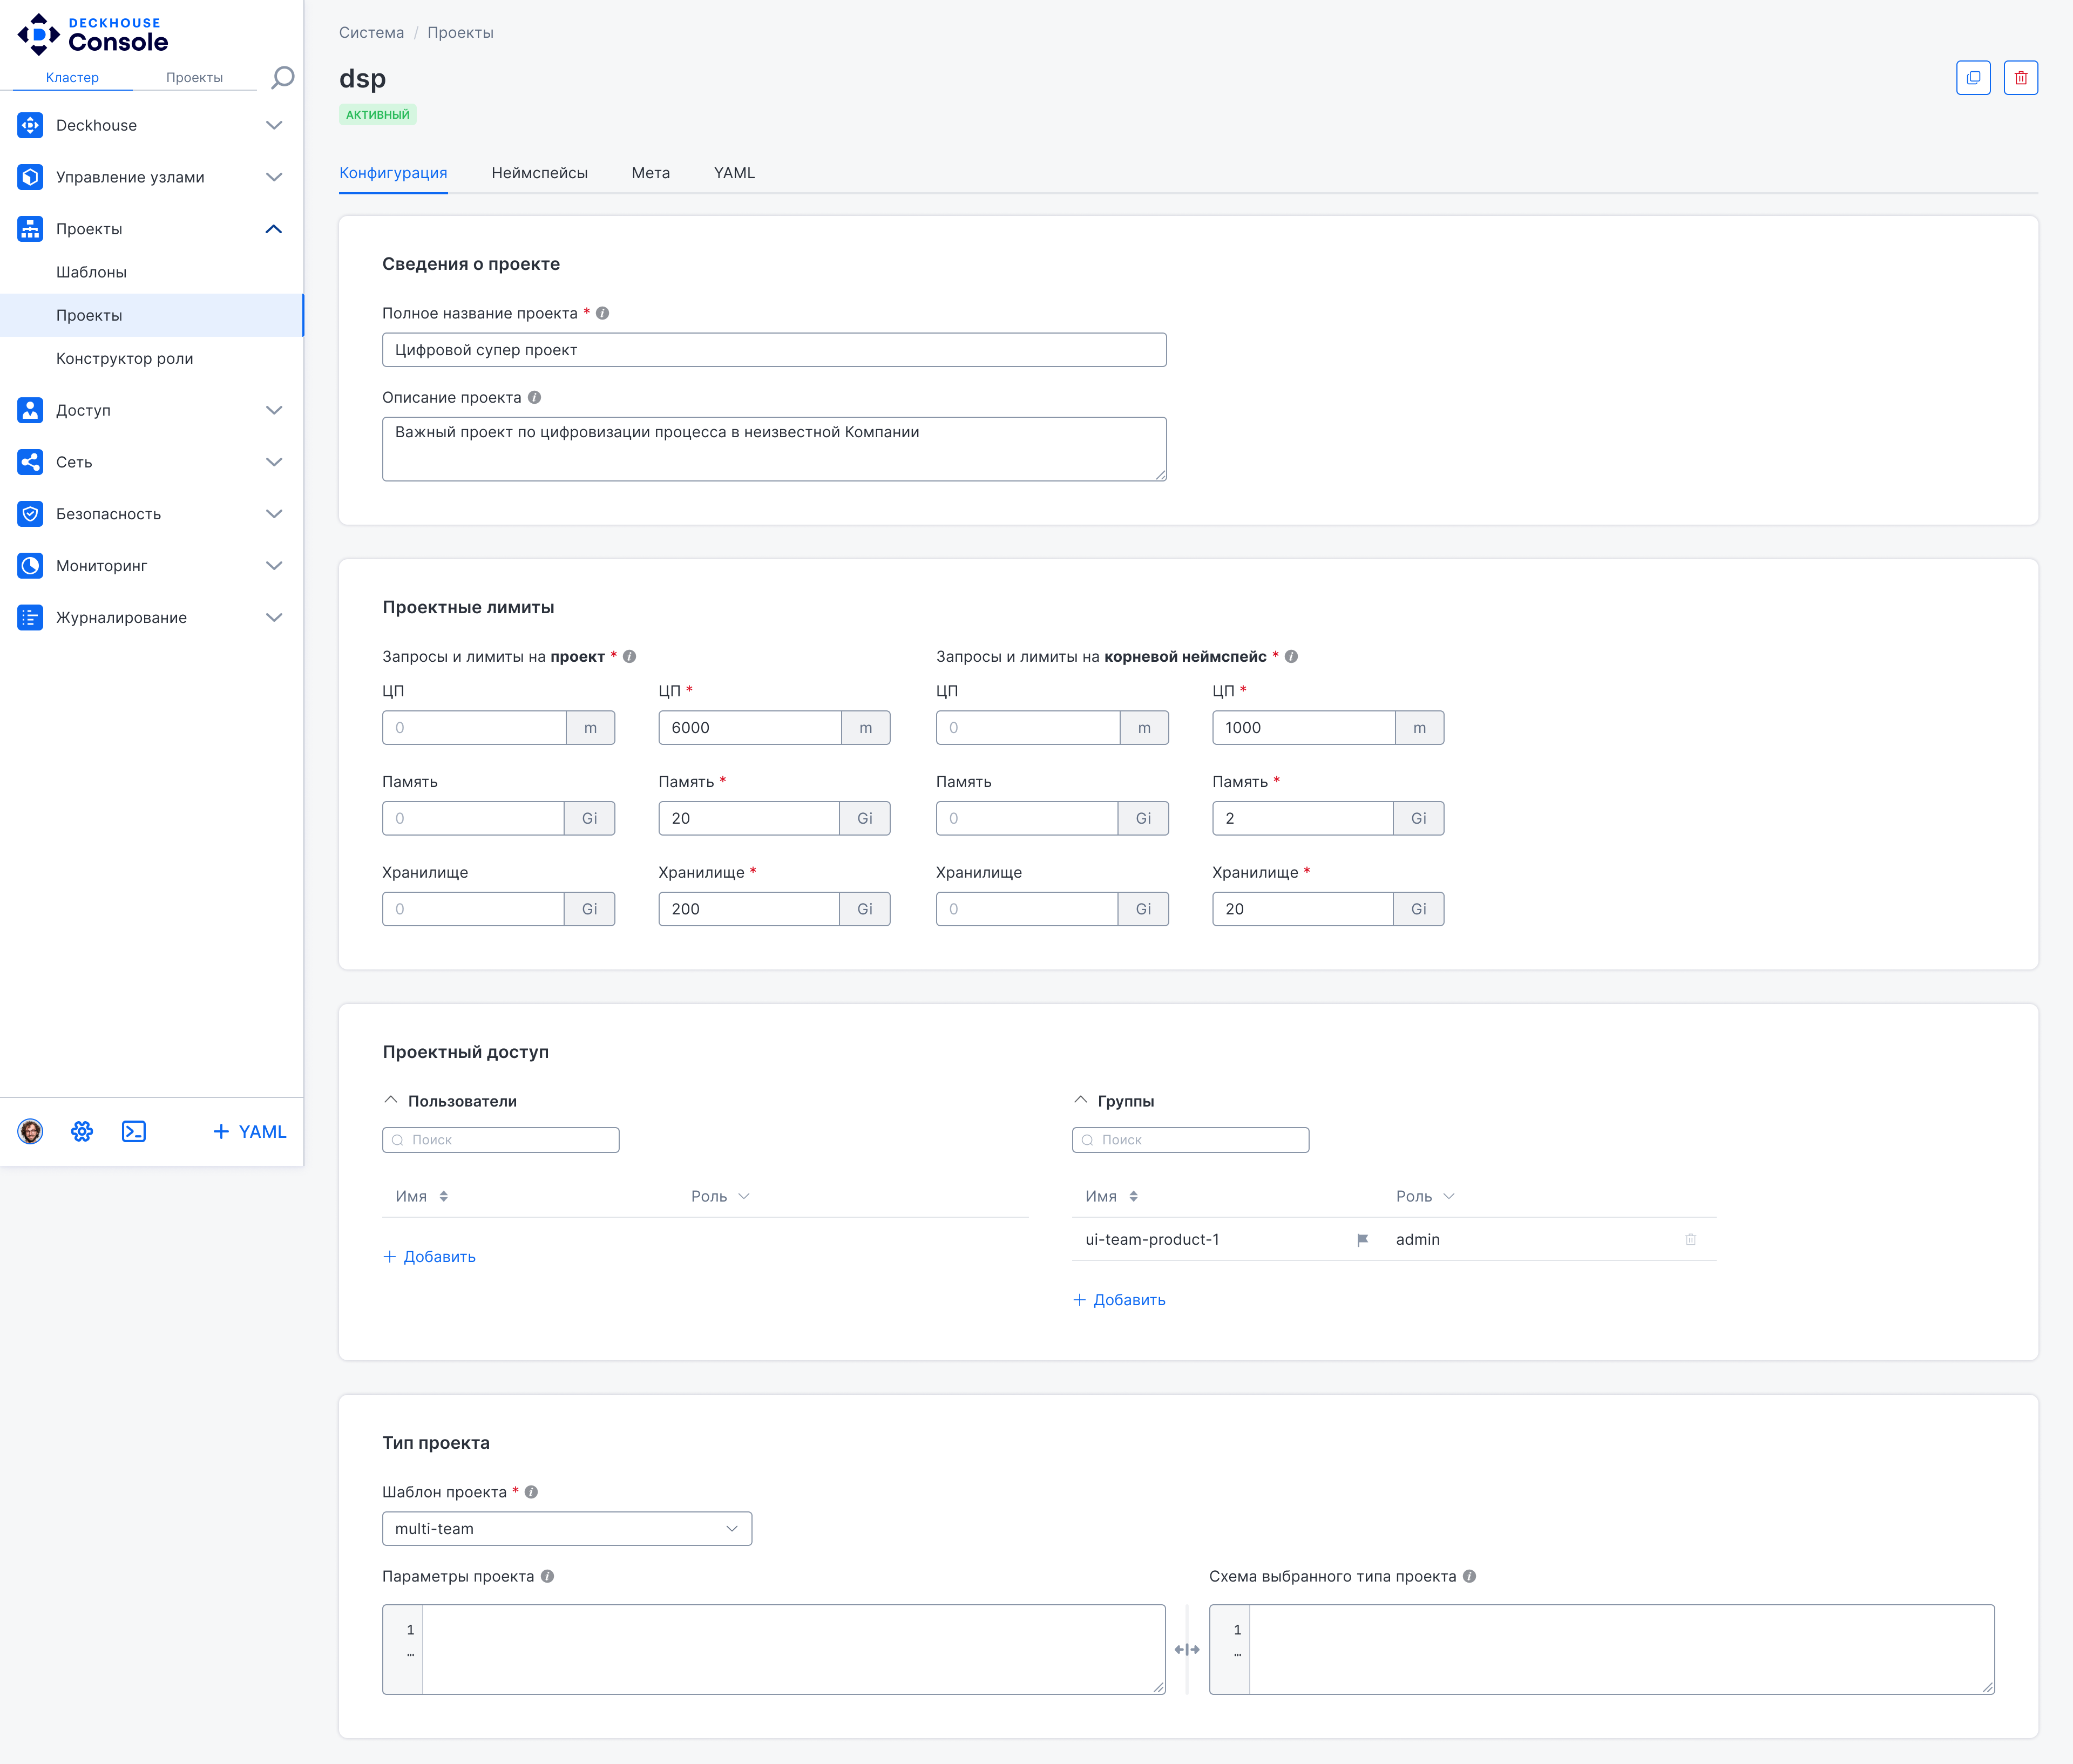 DECKHOUSE
Console
Кластер Проекты
Deckhouse
Управление узлами
Проекты
Шаблоны
Проекты
Конструктор роли
Доступ
Сеть
Безопасность
Мониторинг
Журналирование
+ YAML
Система / Проекты
dsp
АКТИВНЫЙ
Конфигурация Неймспейсы Мета YAML
Сведения о проекте
Полное название проекта *
Цифровой супер проект
Описание проекта
Важный проект по цифровизации процесса в неизвестной Компании
Проектные лимиты
Запросы и лимиты на проект * Запросы и лимиты на корневой неймспейс *
ЦП ЦП * ЦП ЦП *
0 m 6000 m 0 m 1000 m
Память Память * Память Память *
0 Gi 20 Gi 0 Gi 2 Gi
Хранилище Хранилище * Хранилище Хранилище *
0 Gi 200 Gi 0 Gi 20 Gi
Проектный доступ
Пользователи
Поиск
Имя Роль
+ Добавить
Группы
Поиск
Имя Роль
ui-team-product-1 admin
+ Добавить
Тип проекта
Шаблон проекта *
multi-team
Параметры проекта
1
…
Схема выбранного типа проекта
1
…